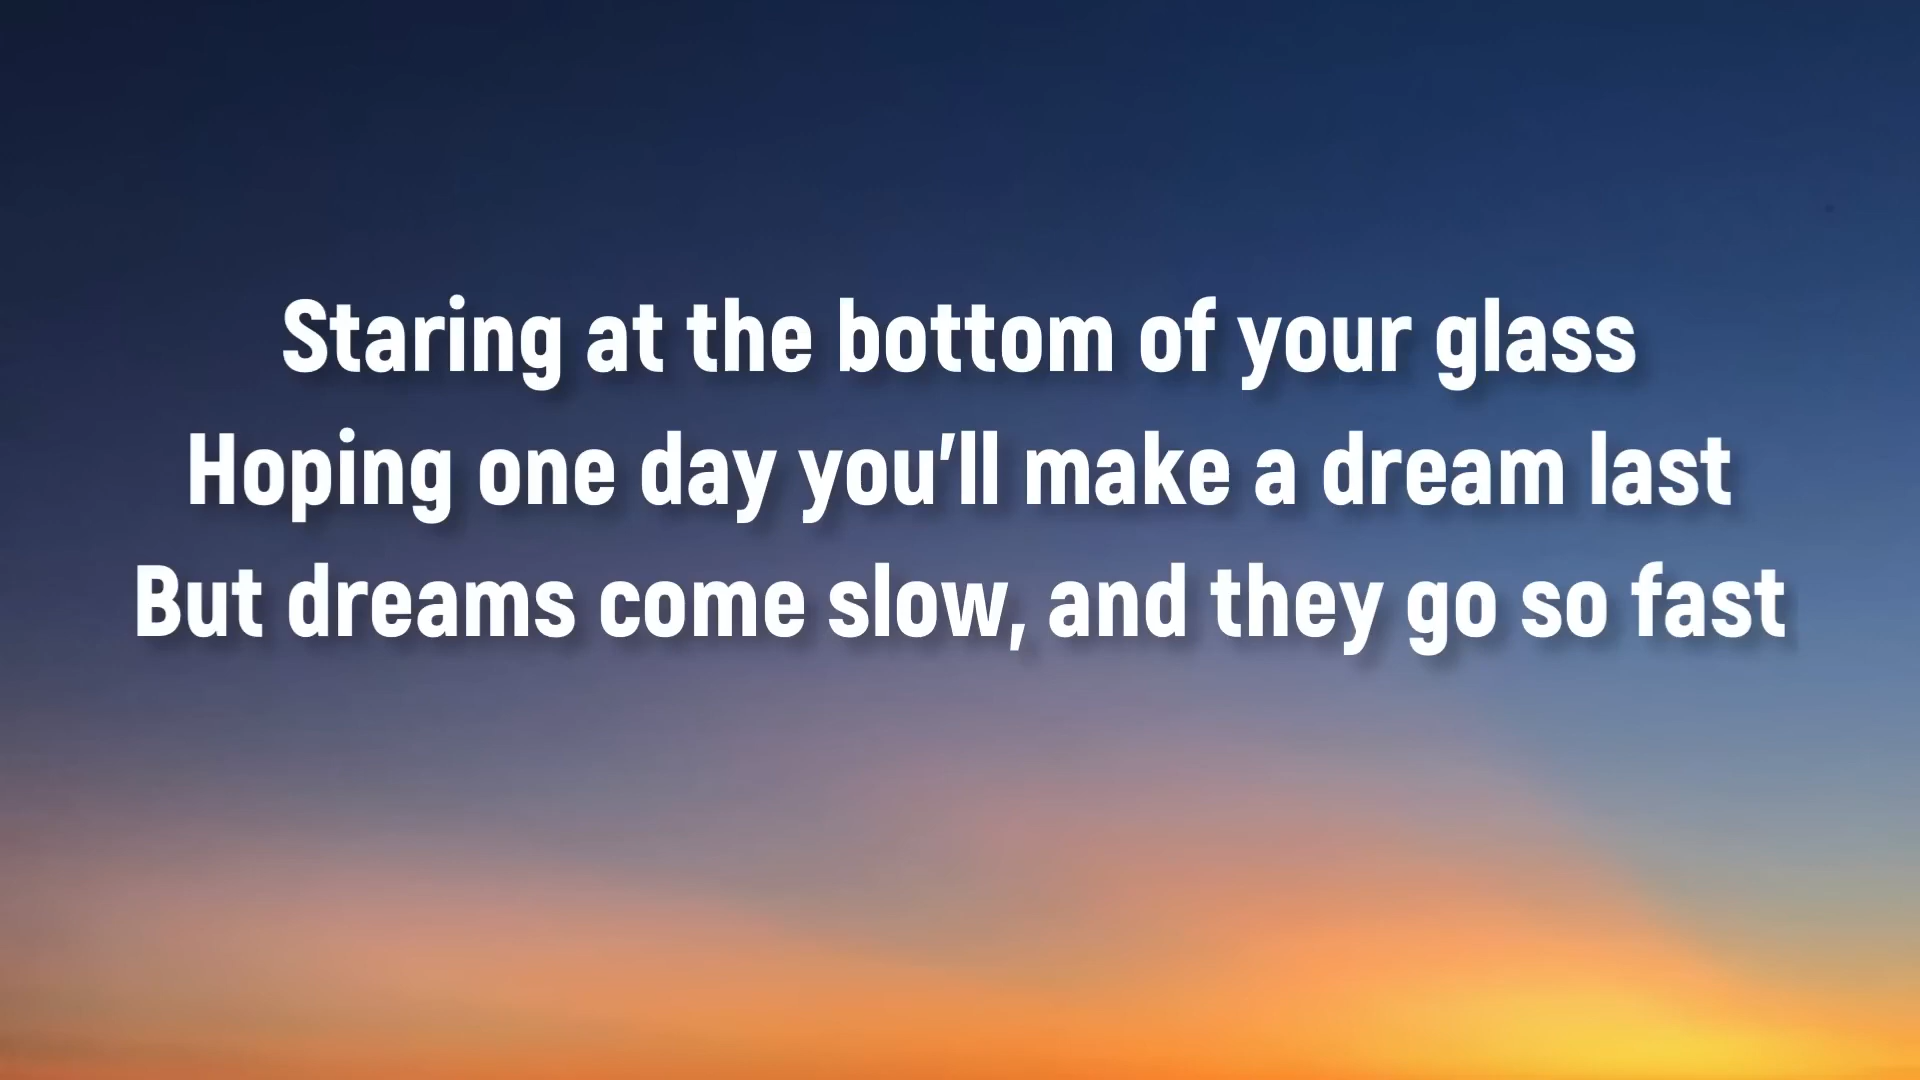 Staring at the bottom of your glass
Hoping one day you’ll make a dream last
But dreams come slow, and they go so fast